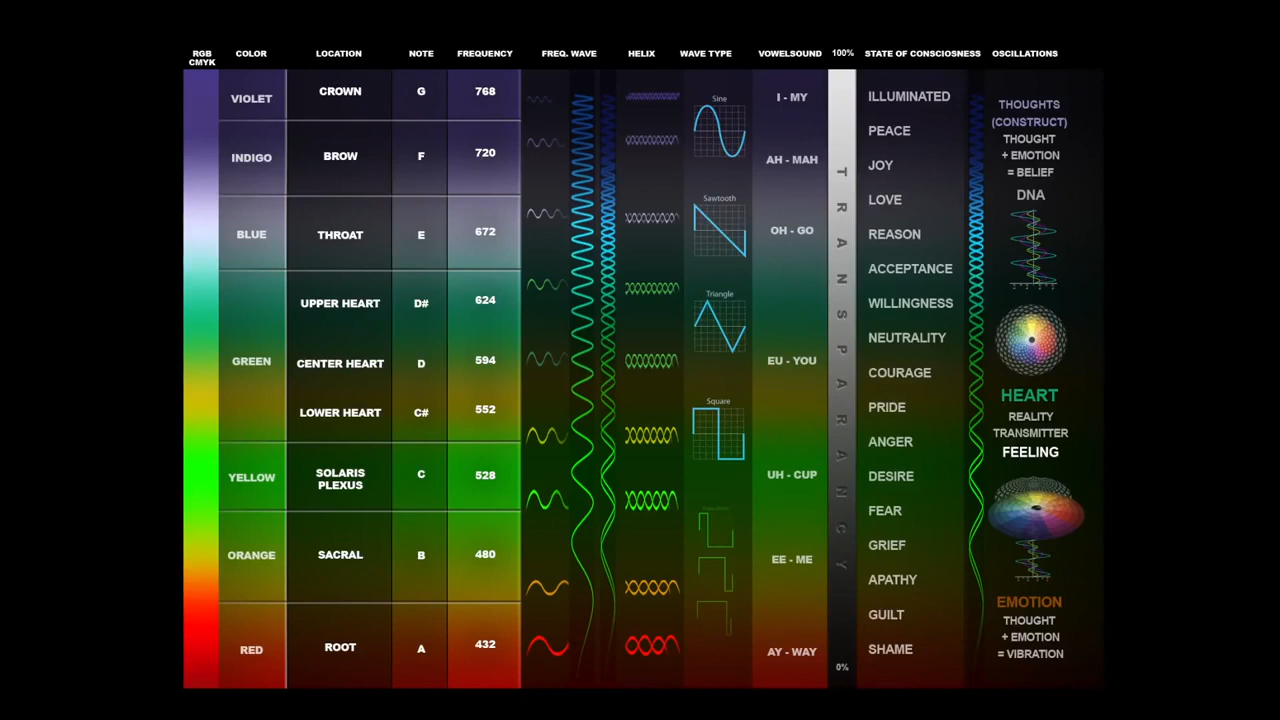 RGB
CMYK
COLOR
LOCATION
NOTE
FREQUENCY
FREQ. WAVE
HELIX
WAVE TYPE
VOWELSOUND
100%
STATE OF CONSCIOSNESS
OSCILLATIONS
VIOLET
CROWN
G
768
INDIGO
BROW
F
720
BLUE
THROAT
E
672
UPPER HEART
D#
624
GREEN
CENTER HEART
D
594
LOWER HEART
C#
552
YELLOW
SOLARIS
PLEXUS
C
528
ORANGE
SACRAL
B
480
RED
ROOT
A
432
Sine
Sawtooth
Triangle
Square
I - MY
AH - MAH
OH - GO
EU - YOU
UH - CUP
EE - ME
AY - WAY
TRANSPARANCY
0%
ILLUMINATED
PEACE
JOY
LOVE
REASON
ACCEPTANCE
WILLINGNESS
NEUTRALITY
COURAGE
PRIDE
ANGER
DESIRE
FEAR
GRIEF
APATHY
GUILT
SHAME
THOUGHTS
(CONSTRUCT)
THOUGHT
+ EMOTION
= BELIEF
DNA
HEART
REALITY
TRANSMITTER
FEELING
EMOTION
THOUGHT
+ EMOTION
= VIBRATION